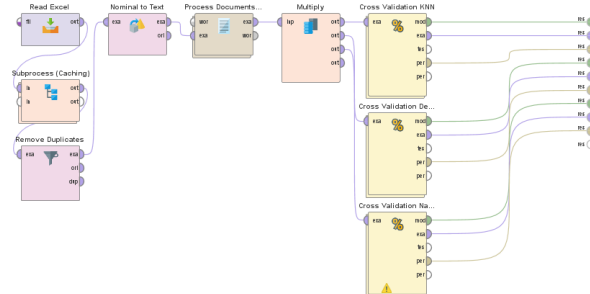 Read Excel
fil
out
Subprocess (Caching)
in
out
in
out
Remove Duplicates
exa
exa
ori
dup
Nominal to Text
exa
exa
ori
Process Documents...
wor
exa
exa
wor
Multiply
inp
out
out
out
out
Cross Validation KNN
exa
mod
exa
tes
per
per
Cross Validation De...
exa
mod
exa
tes
per
per
Cross Validation Na...
exa
mod
exa
tes
per
per
res
res
res
res
res
res
res
res
res
res